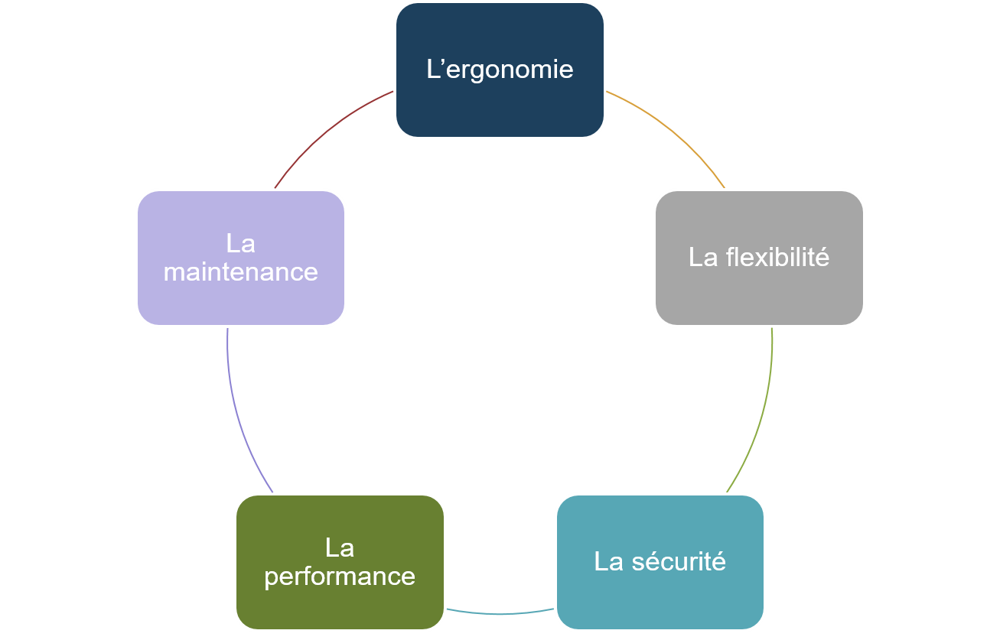 L’ergonomie
La flexibilité
La sécurité
La
performance
La
maintenance